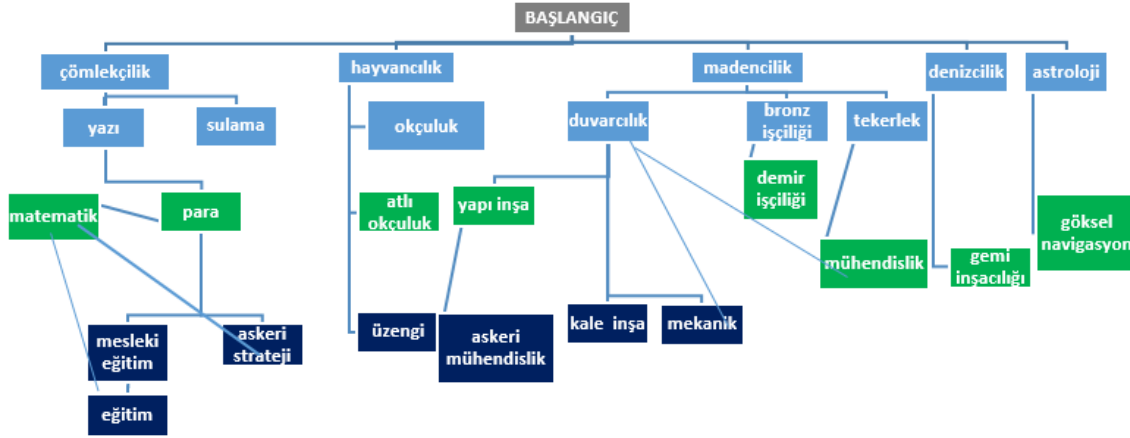 BAŞLANGIÇ
çömlekçilik
hayvancılık
madencilik
denizcilik
astroloji
yazı
sulama
okçuluk
duvarcılık
bronz
işçiliği
tekerlek
matematik
para
atlı
okçuluk
yapı inşa
demir
işçiliği
mühendislik
gemi
inşacılığı
göksel
navigasyon
mesleki
eğitim
askeri
strateji
üzengi
askeri
mühendislik
kale  inşa
mekanik
eğitim